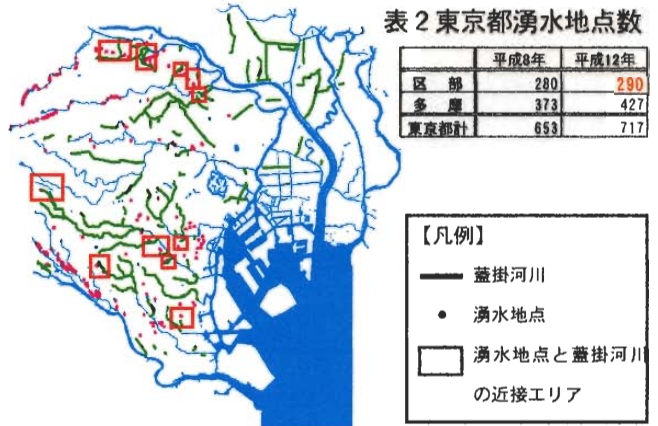 表2東京都湧水地点数
平成8年 平成12年
区 部 280 290
多 摩 373 427
東京都計 653 717
【凡例】
蓋掛河川
湧水地点
湧水地点と蓋掛河川
の近接エリア